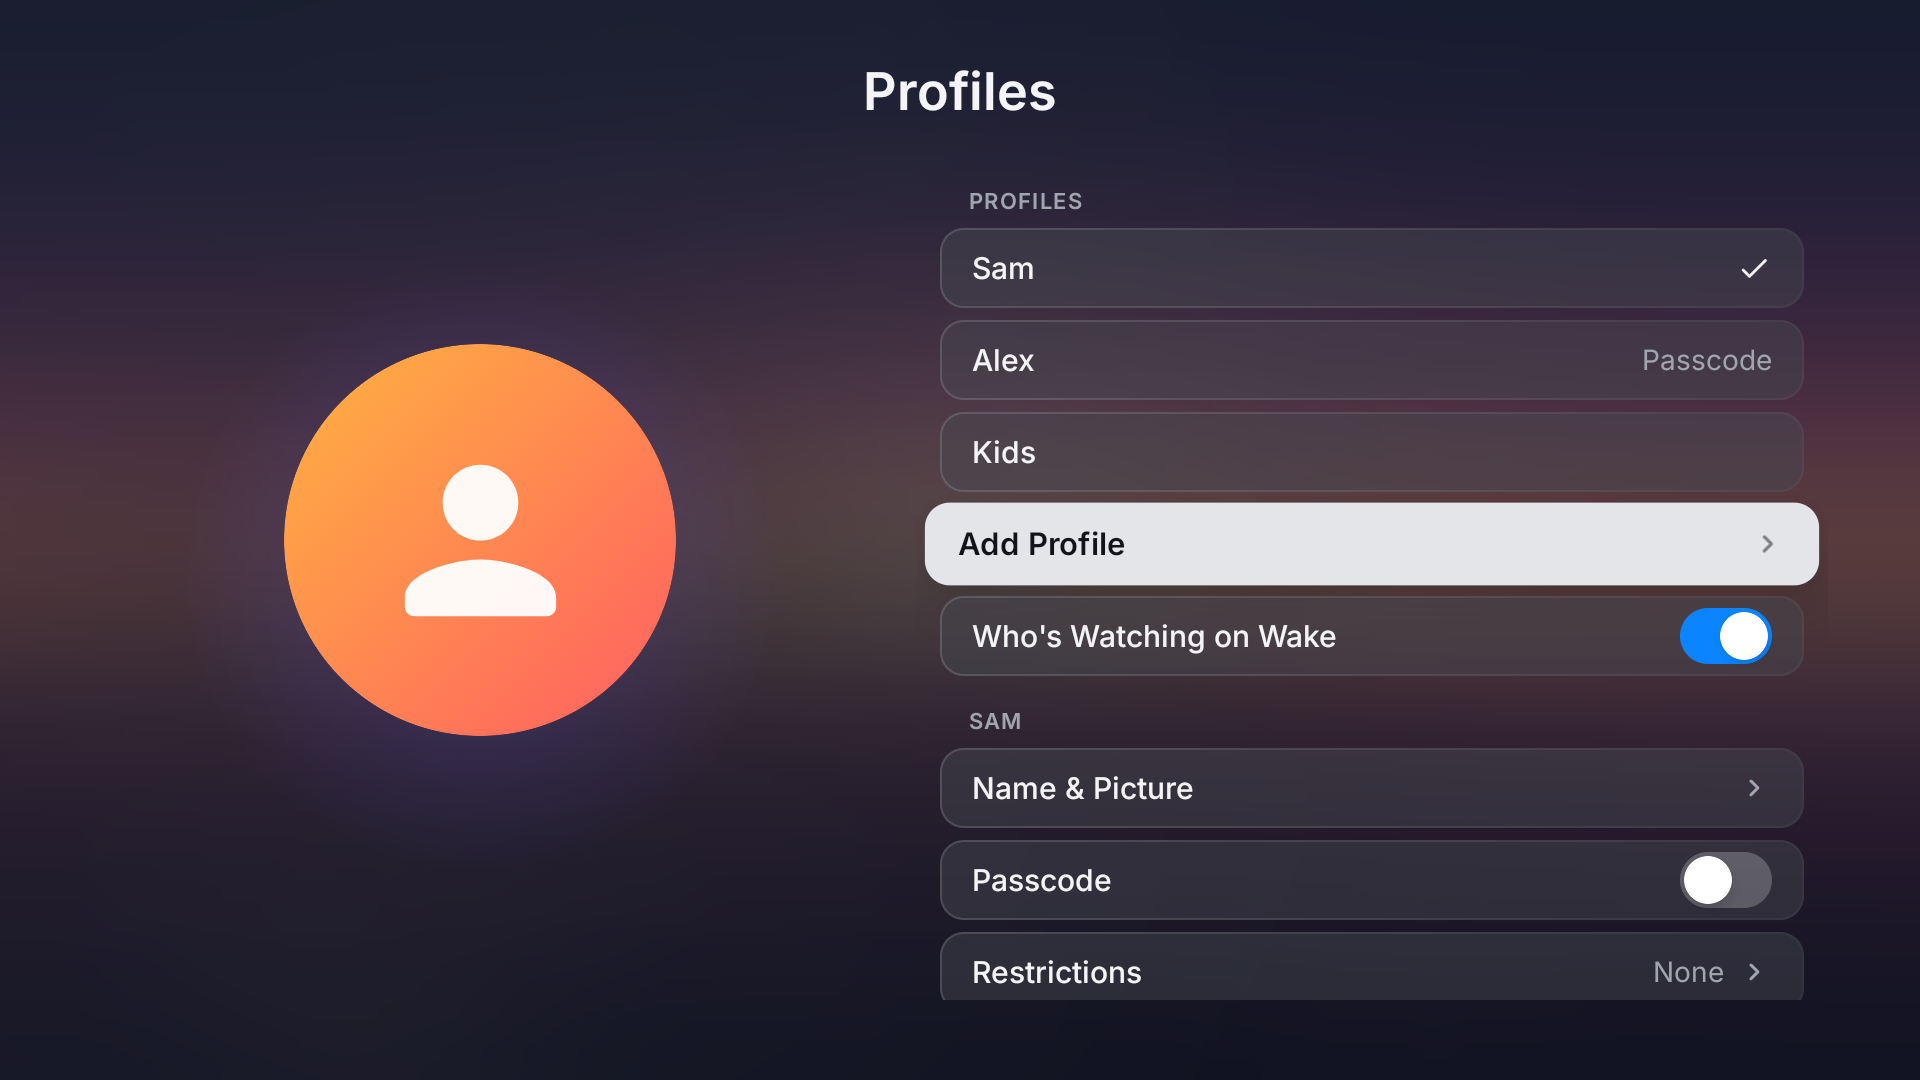 Profiles
PROFILES
Sam
Alex Passcode
Kids
Add Profile
Who's Watching on Wake
SAM
Name & Picture
Passcode
Restrictions None